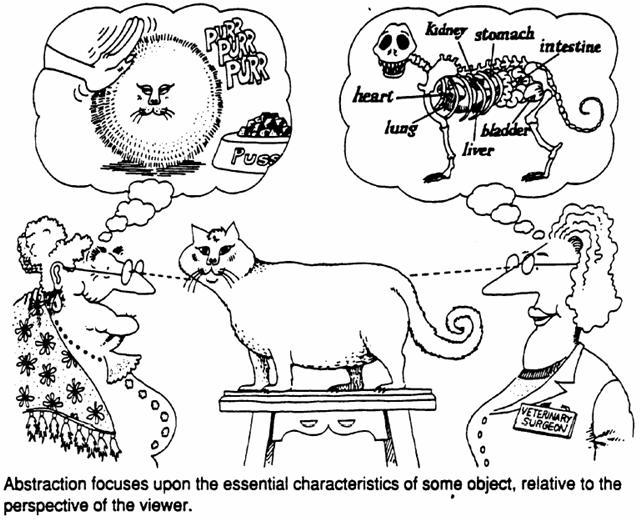 PURR
PURR
PURR
PUSS
Kidney
stomach
intestine
heart
lung
bladder
liver
VETERINARY
SURGEON
Abstraction focuses upon the essential characteristics of some object, relative to the
perspective of the viewer.